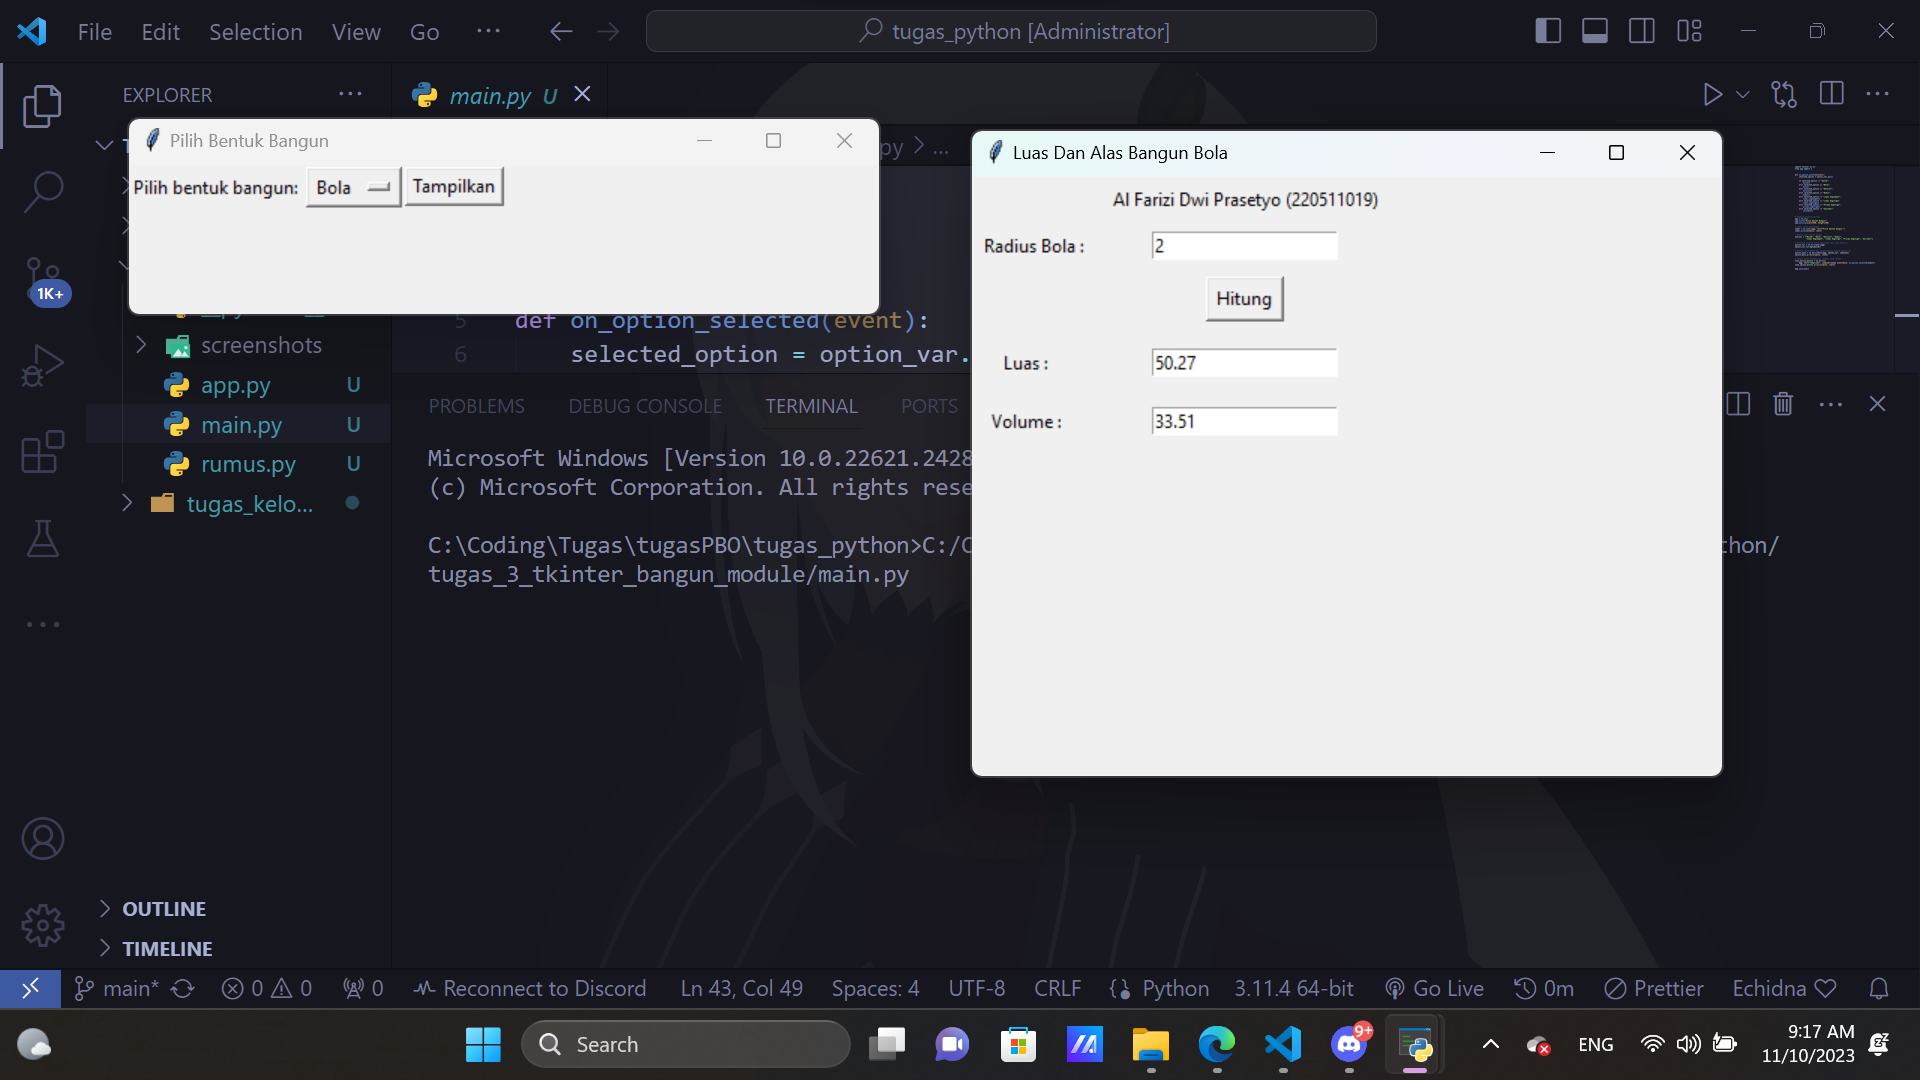 File Edit Selection View Go ··· tugas_python [Administrator]
EXPLORER ···
main.py U
Pilih Bentuk Bangun
Pilih bentuk bangun: Bola Tampilkan
py > ...
Luas Dan Alas Bangun Bola
Al Farizi Dwi Prasetyo (220511019)
Radius Bola : 2
Hitung
Luas : 50.27
Volume : 33.51
1K+
5 def on_option_selected(event):
6 selected_option = option_var.
screenshots
app.py U
main.py U
rumus.py U
tugas_kelo...
PROBLEMS DEBUG CONSOLE TERMINAL PORTS
Microsoft Windows [Version 10.0.22621.2428
(c) Microsoft Corporation. All rights rese
C:\Coding\Tugas\tugasPBO\tugas_python>C:/C
thon/
tugas_3_tkinter_bangun_module/main.py
OUTLINE
TIMELINE
main* 0 0 0 Reconnect to Discord Ln 43, Col 49 Spaces: 4 UTF-8 CRLF Python 3.11.4 64-bit Go Live 0m Prettier Echidna
Search
9+
ENG
9:17 AM
11/10/2023